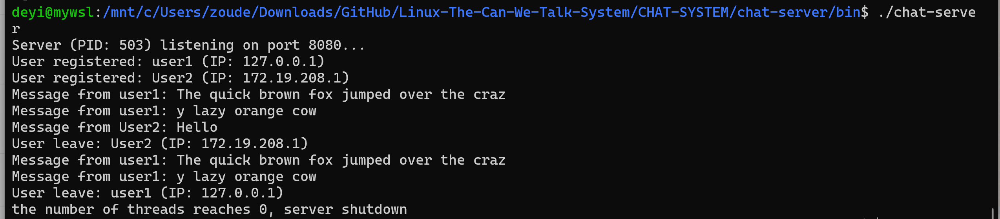 deyi@mywsl:/mnt/c/Users/zoude/Downloads/GitHub/Linux-The-Can-We-Talk-System/CHAT-SYSTEM/chat-server/bin$ ./chat-serve
r
Server (PID: 503) listening on port 8080...
User registered: user1 (IP: 127.0.0.1)
User registered: User2 (IP: 172.19.208.1)
Message from user1: The quick brown fox jumped over the craz
Message from user1: y lazy orange cow
Message from User2: Hello
User leave: User2 (IP: 172.19.208.1)
Message from user1: The quick brown fox jumped over the craz
Message from user1: y lazy orange cow
User leave: user1 (IP: 127.0.0.1)
the number of threads reaches 0, server shutdown